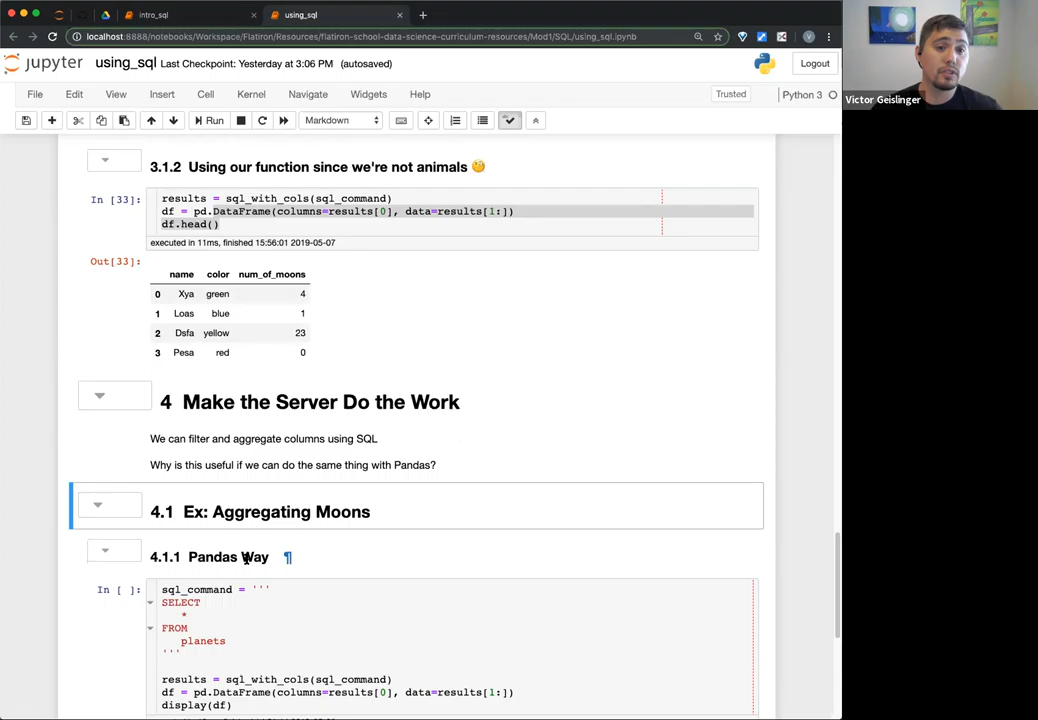 intro_sql
using_sql
localhost:8888/notebooks/Workspace/Flatiron/Resources/flatiron-school-data-science-curriculum-resources/Mod1/SQL/using_sql.ipynb
jupyter using_sql Last Checkpoint: Yesterday at 3:06 PM (autosaved)
Logout
Victor Geislinger
File Edit View Insert Cell Kernel Navigate Widgets Help
Trusted
Python 3
Run
Markdown
3.1.2 Using our function since we're not animals 🧐
In [33]:
results = sql_with_cols(sql_command)
df = pd.DataFrame(columns=results[0], data=results[1:])
df.head()
executed in 11ms, finished 15:56:01 2019-05-07
Out[33]:
name color num_of_moons
0 Xya green 4
1 Loas blue 1
2 Dsfa yellow 23
3 Pesa red 0
4 Make the Server Do the Work
We can filter and aggregate columns using SQL
Why is this useful if we can do the same thing with Pandas?
4.1 Ex: Aggregating Moons
4.1.1 Pandas Way ¶
In [ ]:
sql_command = '''
SELECT
*
FROM
planets
'''
results = sql_with_cols(sql_command)
df = pd.DataFrame(columns=results[0], data=results[1:])
display(df)